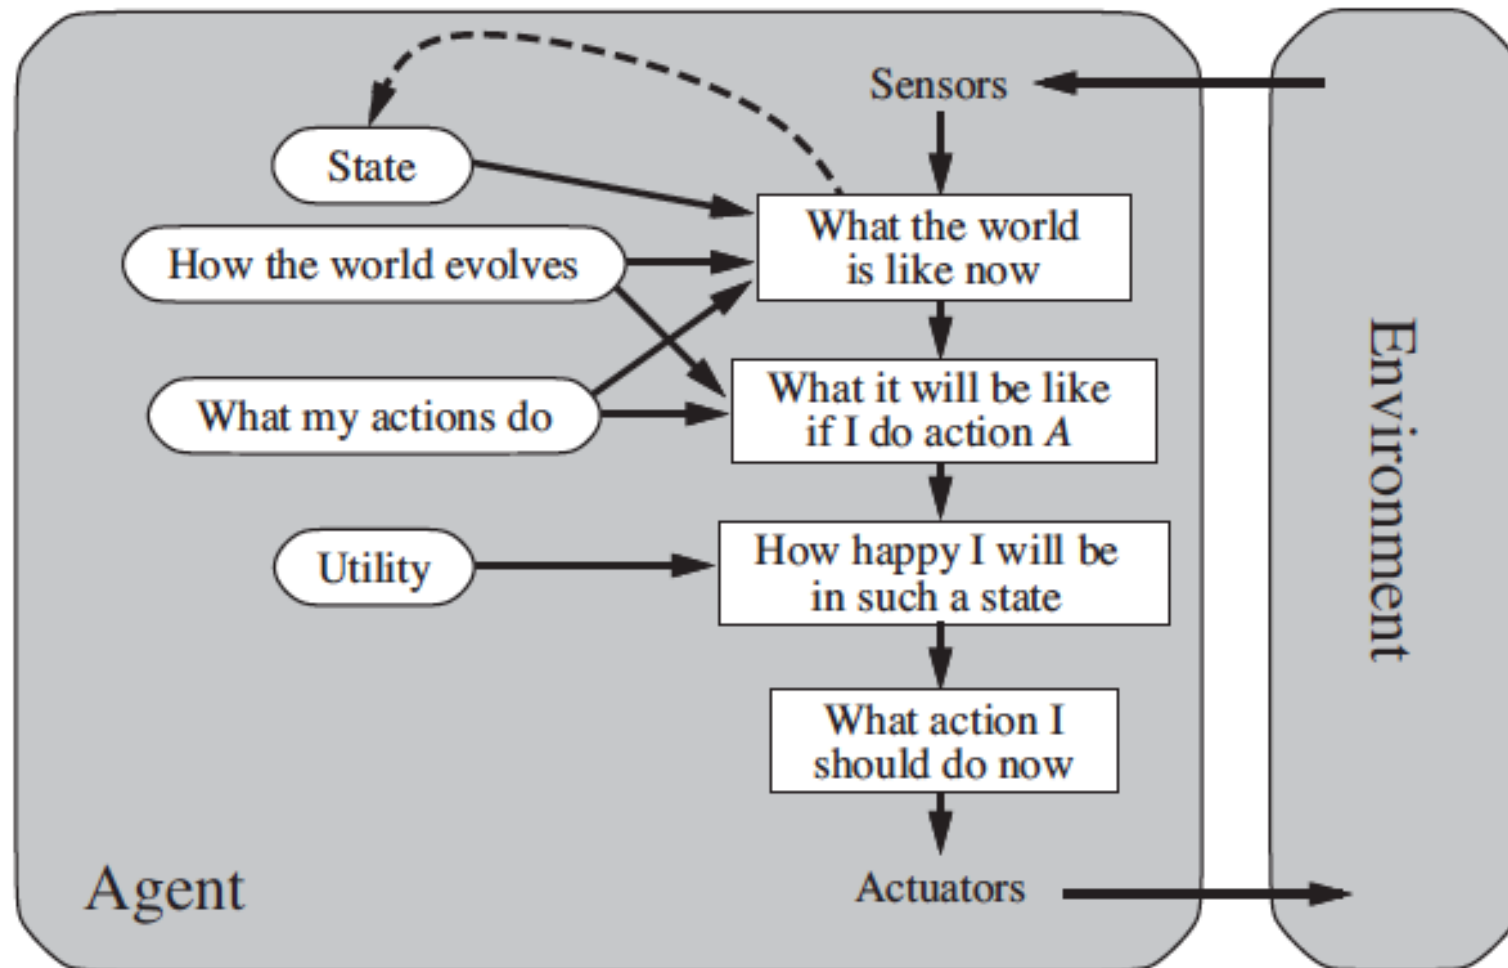 Sensors
State
What the world
is like now
How the world evolves
What it will be like
if I do action A
What my actions do
How happy I will be
in such a state
Utility
What action I
should do now
Actuators
Agent
Environment